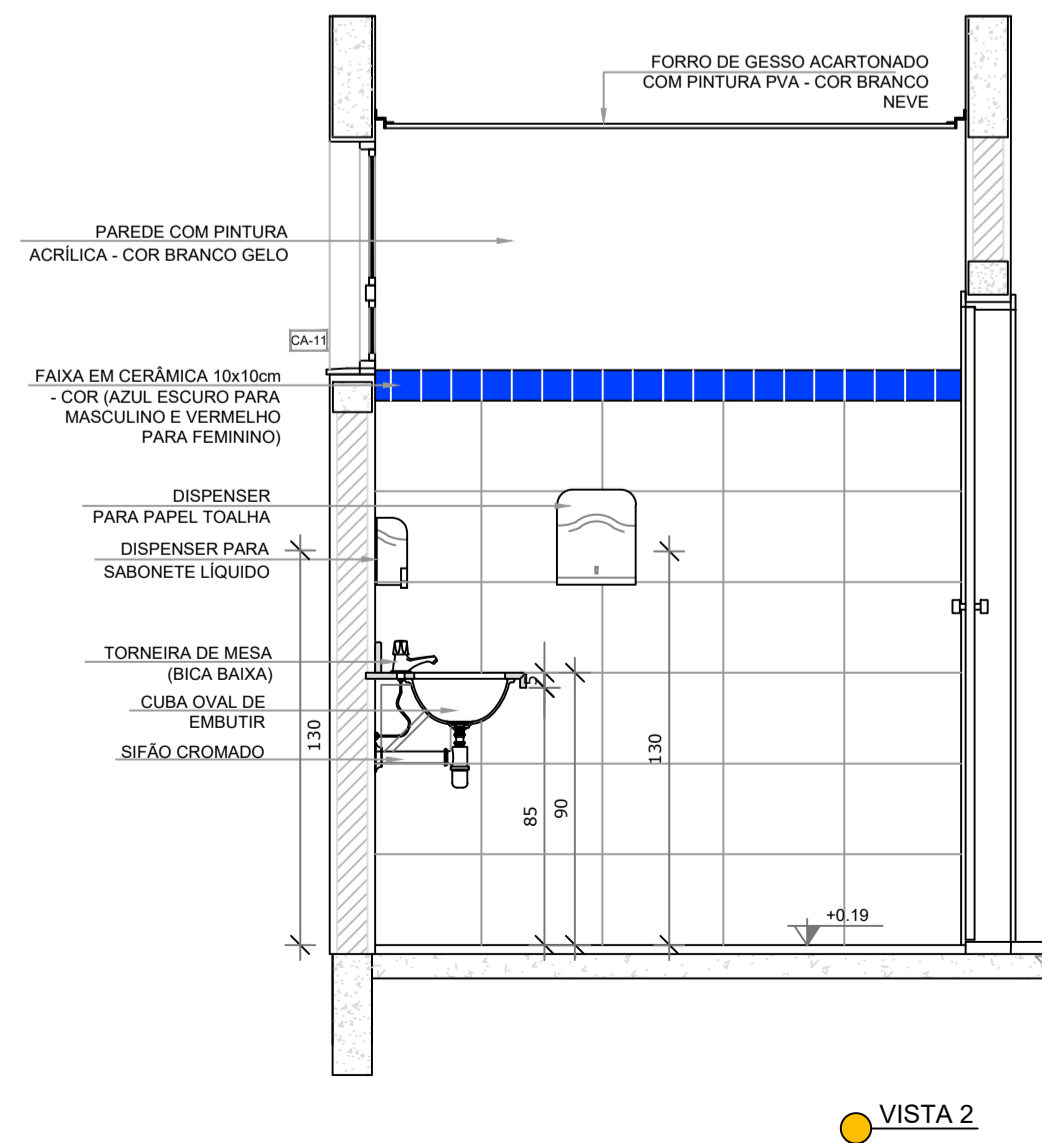 FORRO DE GESSO ACARTONADO
COM PINTURA PVA - COR BRANCO
NEVE
PAREDE COM PINTURA
ACRÍLICA - COR BRANCO GELO
CA-11
FAIXA EM CERÂMICA 10x10cm
- COR (AZUL ESCURO PARA
MASCULINO E VERMELHO
PARA FEMININO)
DISPENSER
PARA PAPEL TOALHA
DISPENSER PARA
SABONETE LÍQUIDO
TORNEIRA DE MESA
(BICA BAIXA)
CUBA OVAL DE
EMBUTIR
SIFÃO CROMADO
130
5
85
90
130
+0.19
VISTA 2